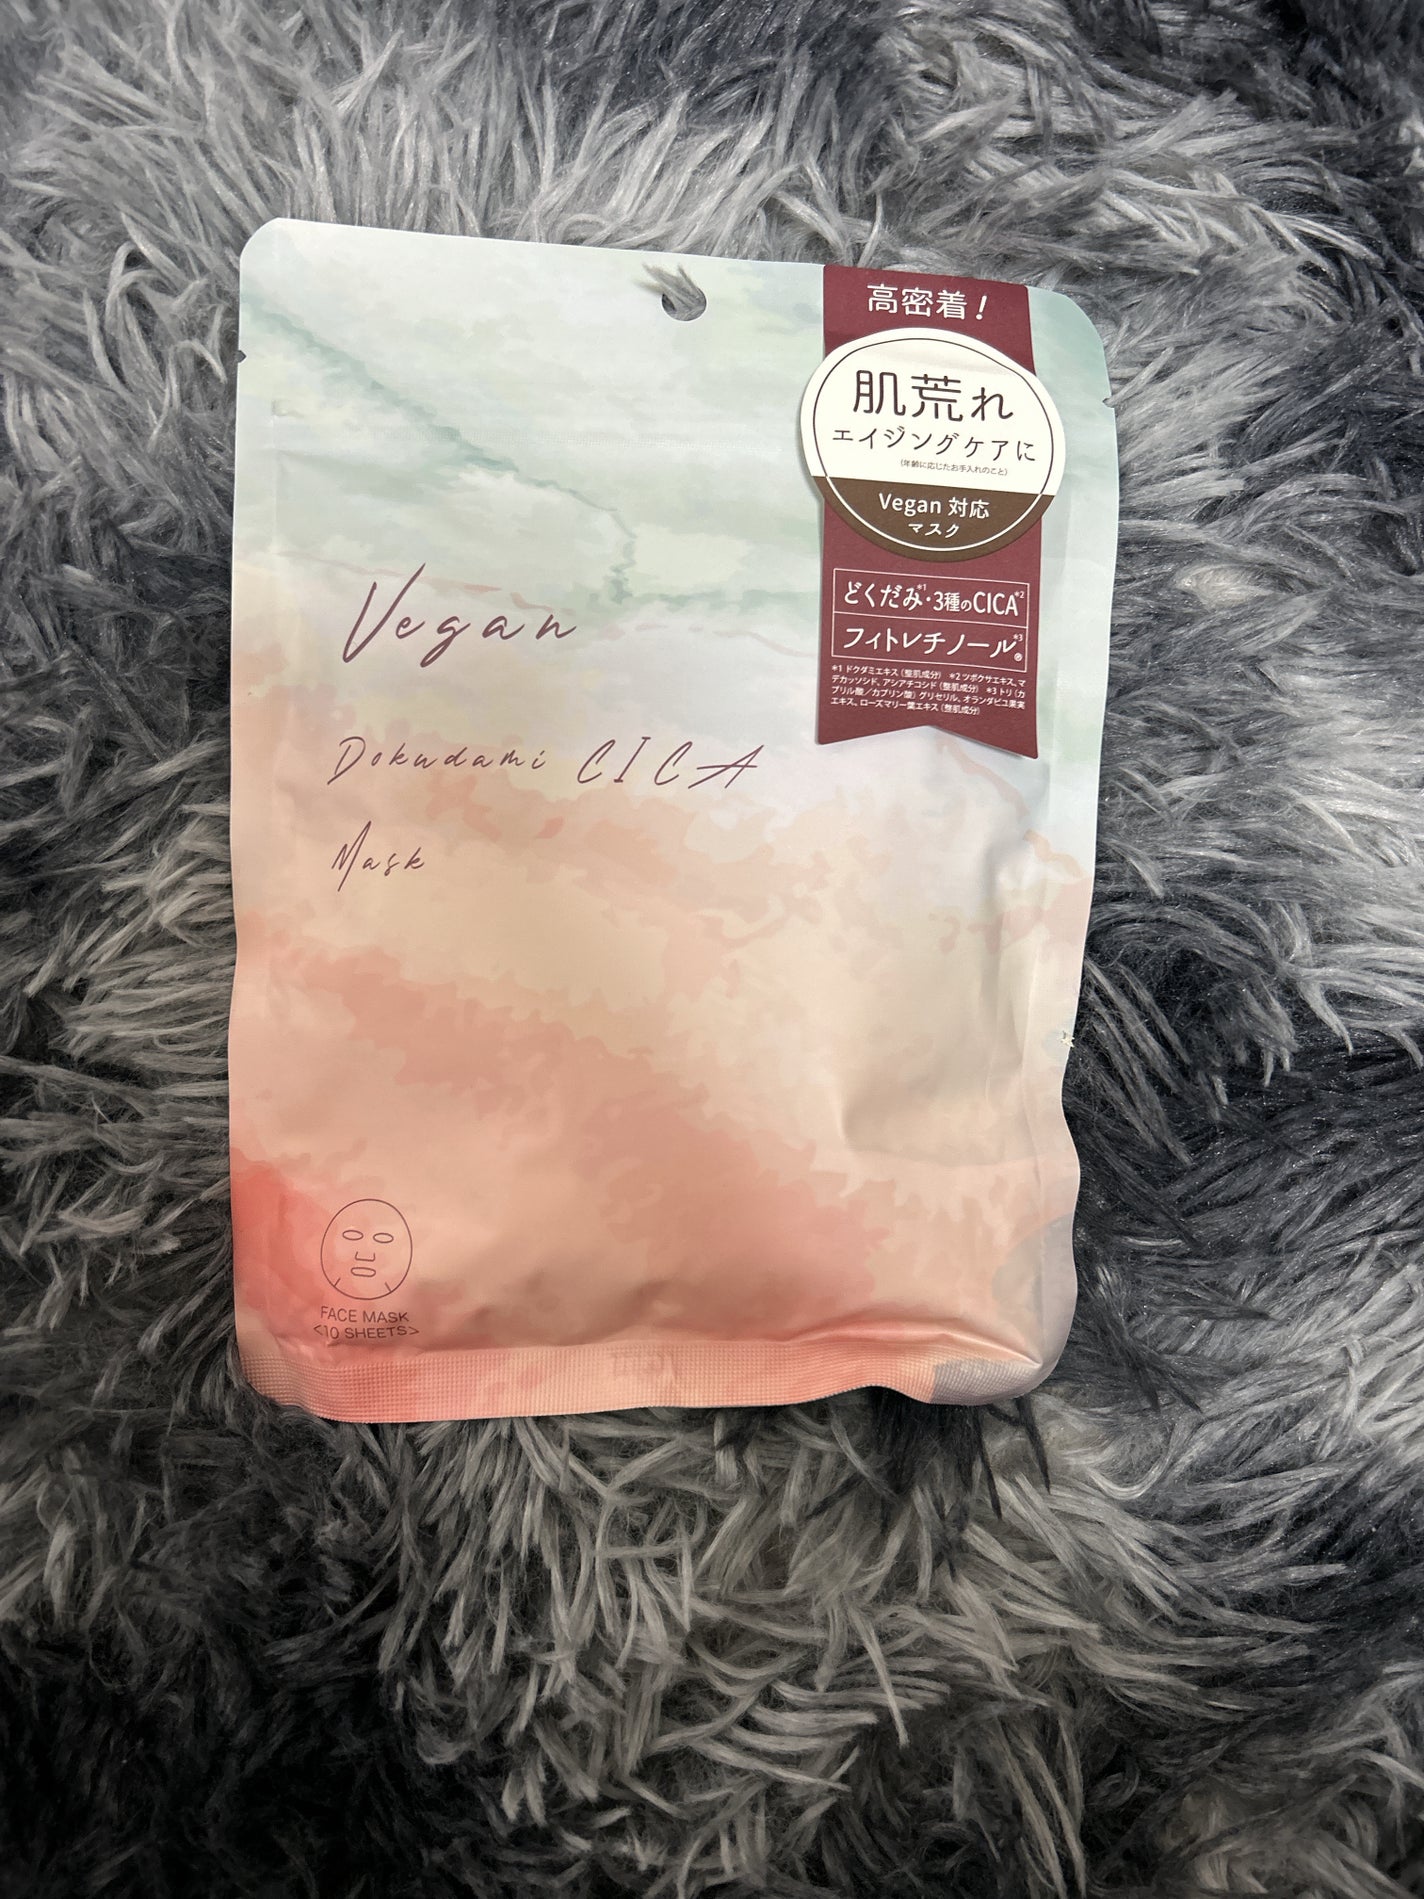 高密着!
肌荒れ
エイジングケアに
(年齢に応じたお手入れのこと)
Vegan 対応
マスク
どくだみ*1・3種のCICA*2
フィトレチノール*3®
*1 ドクダミエキス(整肌成分) *2 ツボクサエキス、マ
デカッソシド、アシアチコシド(整肌成分) *3 トリ(カ
プリル酸/カプリン酸)グリセリル、オランダビユ果実
エキス、ローズマリー葉エキス(整肌成分)
Vegan
Dokudami CICA
Mask
FACE MASK
<10 SHEETS>